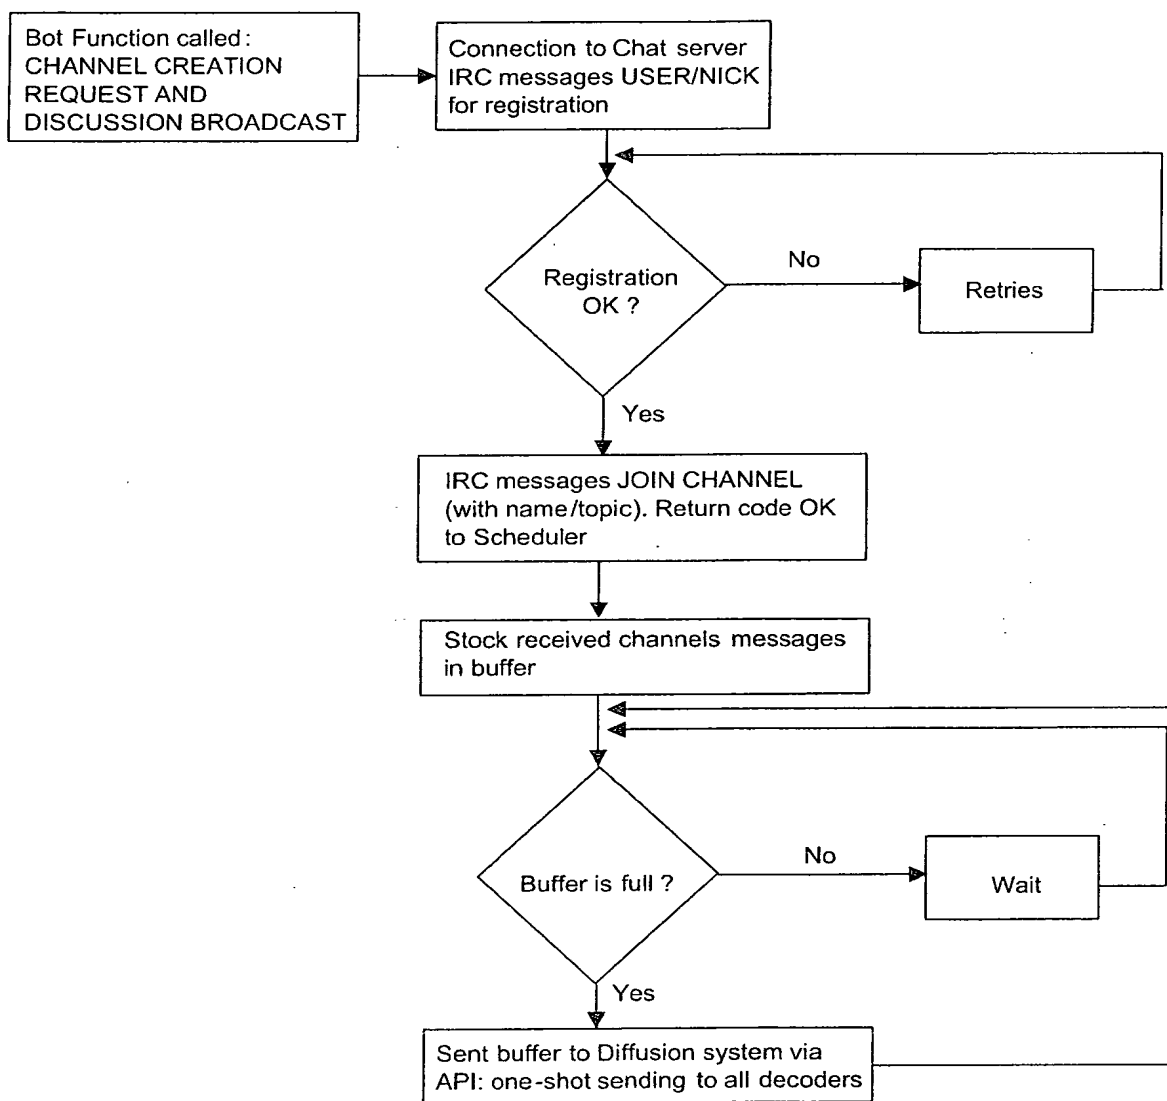 Bot Function called :
CHANNEL CREATION
REQUEST AND
DISCUSSION BROADCAST
Connection to Chat server
IRC messages USER/NICK
for registration
Registration
OK ?
No
Retries
Yes
IRC messages JOIN CHANNEL
(with name/topic). Return code OK
to Scheduler
Stock received channels messages
in buffer
Buffer is full ?
No
Wait
Yes
Sent buffer to Diffusion system via
API: one-shot sending to all decoders